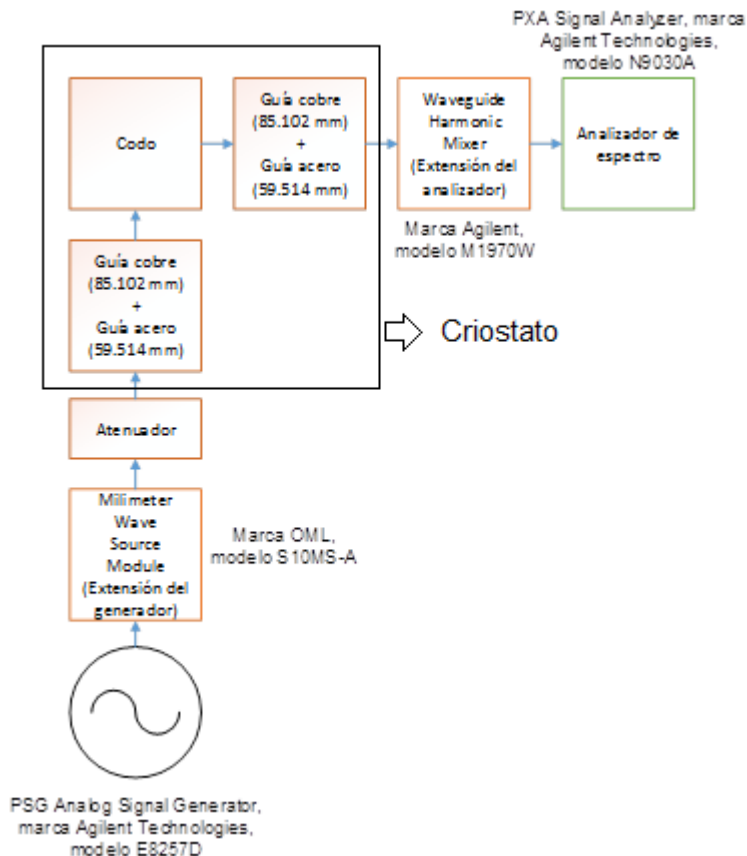 PXA Signal Analyzer, marca
Agilent Technologies,
modelo N9030A
Codo
Guía cobre
(85.102 mm)
+
Guía acero
(59.514 mm)
Waveguide
Harmonic
Mixer
(Extensión del
analizador)
Analizador de
espectro
Marca Agilent,
modelo M1970W
Guía cobre
(85.102 mm)
+
Guía acero
(59.514 mm)
Criostato
Atenuador
Milimeter
Wave
Source
Module
(Extensión del
generador)
Marca OML,
modelo S10MS-A
PSG Analog Signal Generator,
marca Agilent Technologies,
modelo E8257D